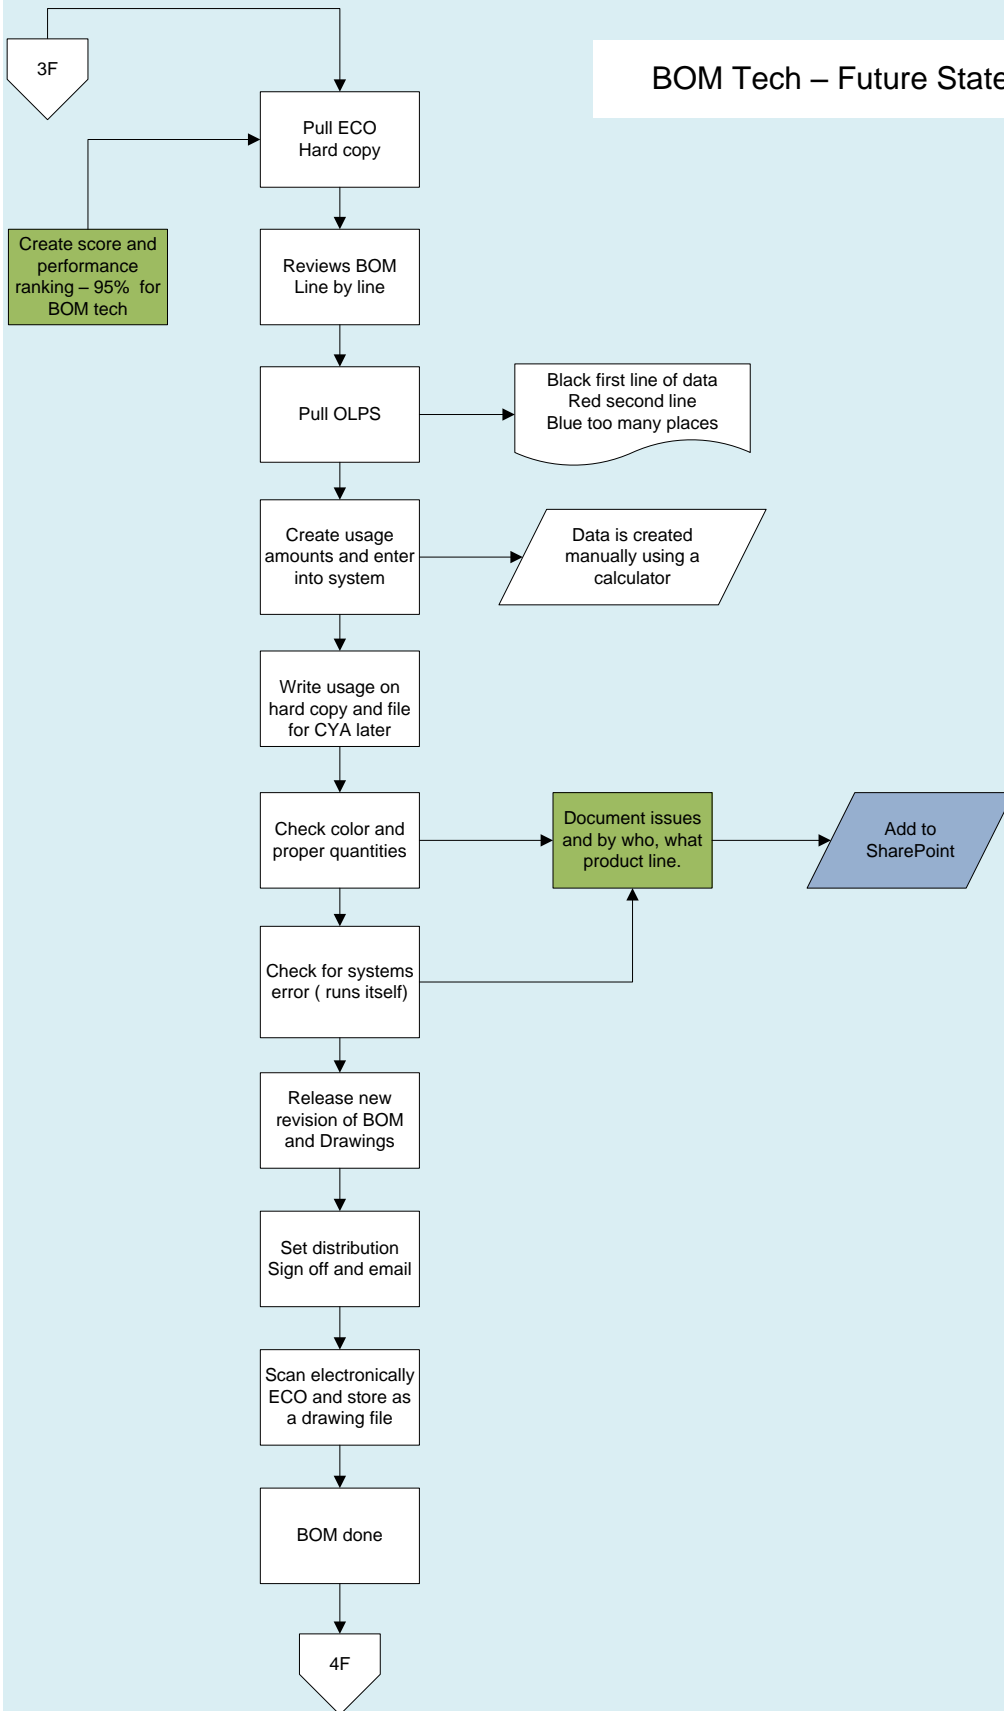 3F
BOM Tech – Future State
Pull ECO
Hard copy
Create score and
performance
ranking – 95% for
BOM tech
Reviews BOM
Line by line
Pull OLPS
Black first line of data
Red second line
Blue too many places
Create usage
amounts and enter
into system
Data is created
manually using a
calculator
Write usage on
hard copy and file
for CYA later
Check color and
proper quantities
Document issues
and by who, what
product line.
Add to
SharePoint
Check for systems
error ( runs itself)
Release new
revision of BOM
and Drawings
Set distribution
Sign off and email
Scan electronically
ECO and store as
a drawing file
BOM done
4F